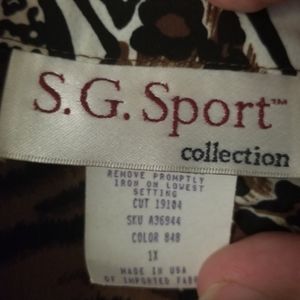 S.G. Sport™
collection
REMOVE PROMPTLY
IRON ON LOWEST
SETTING
CUT 19104
SKU A36944
COLOR 848
1X
MADE IN USA
OF IMPORTED FABR